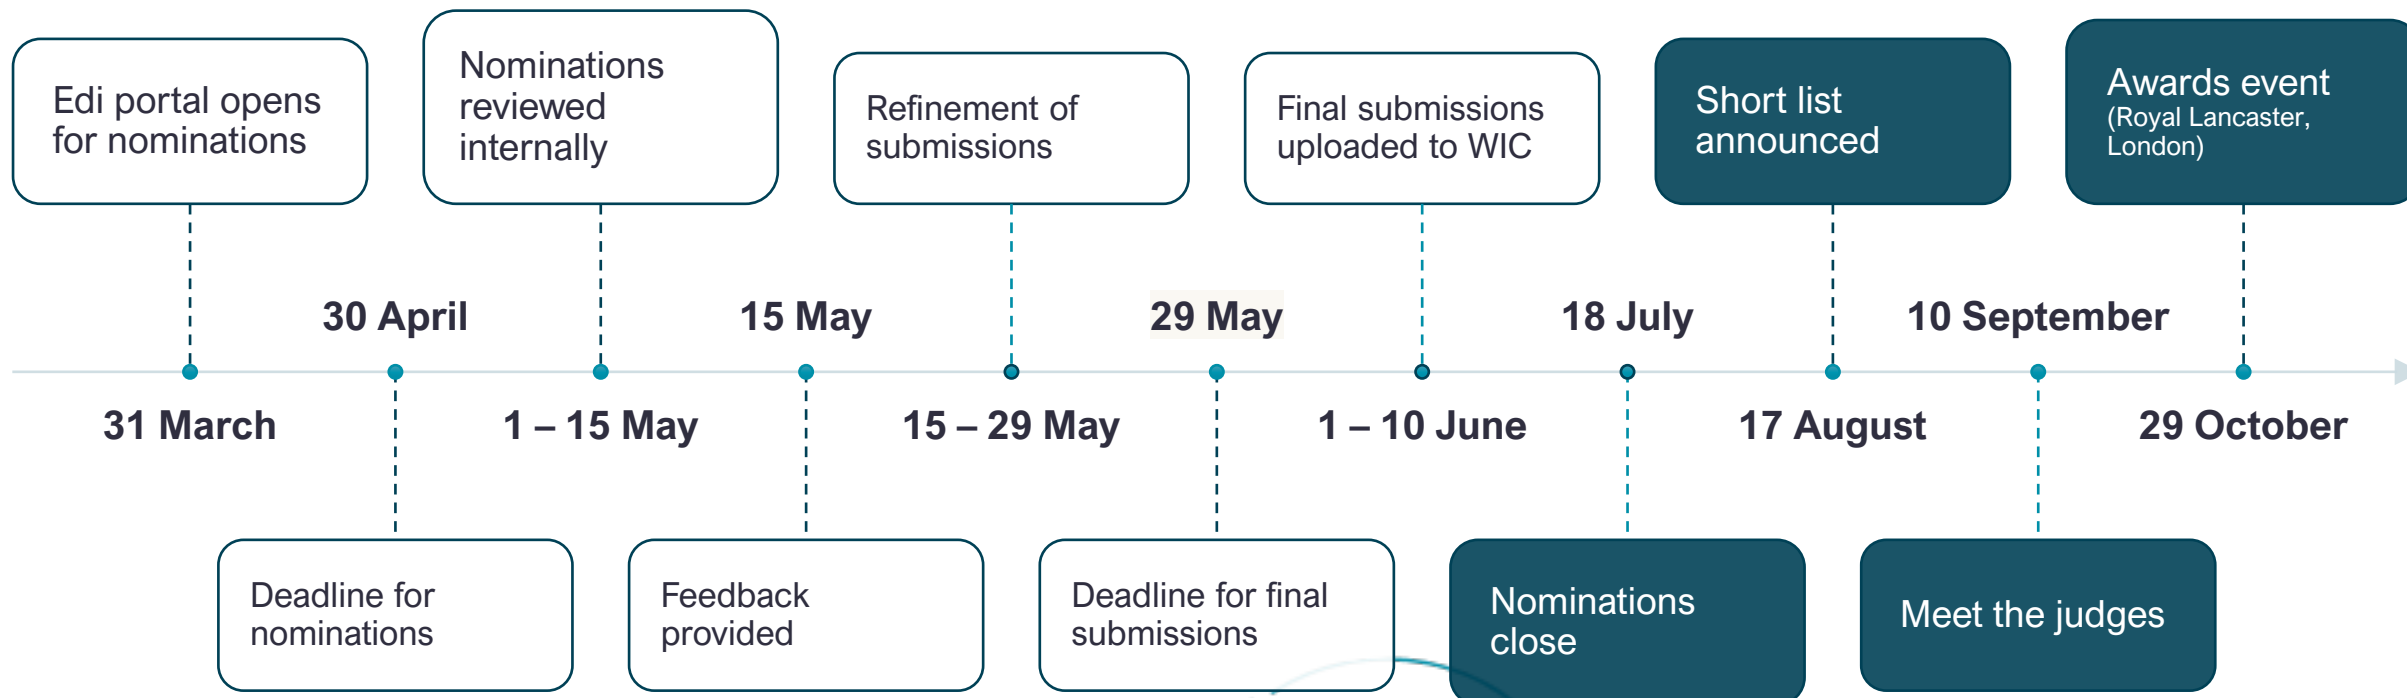 Edi portal opens
for nominations
Nominations
reviewed
internally
Refinement of
submissions
Final submissions
uploaded to WIC
Short list
announced
Awards event
(Royal Lancaster,
London)
30 April
15 May
29 May
18 July
10 September
31 March
1 – 15 May
15 – 29 May
1 – 10 June
17 August
29 October
Deadline for
nominations
Feedback
provided
Deadline for final
submissions
Nominations
close
Meet the judges